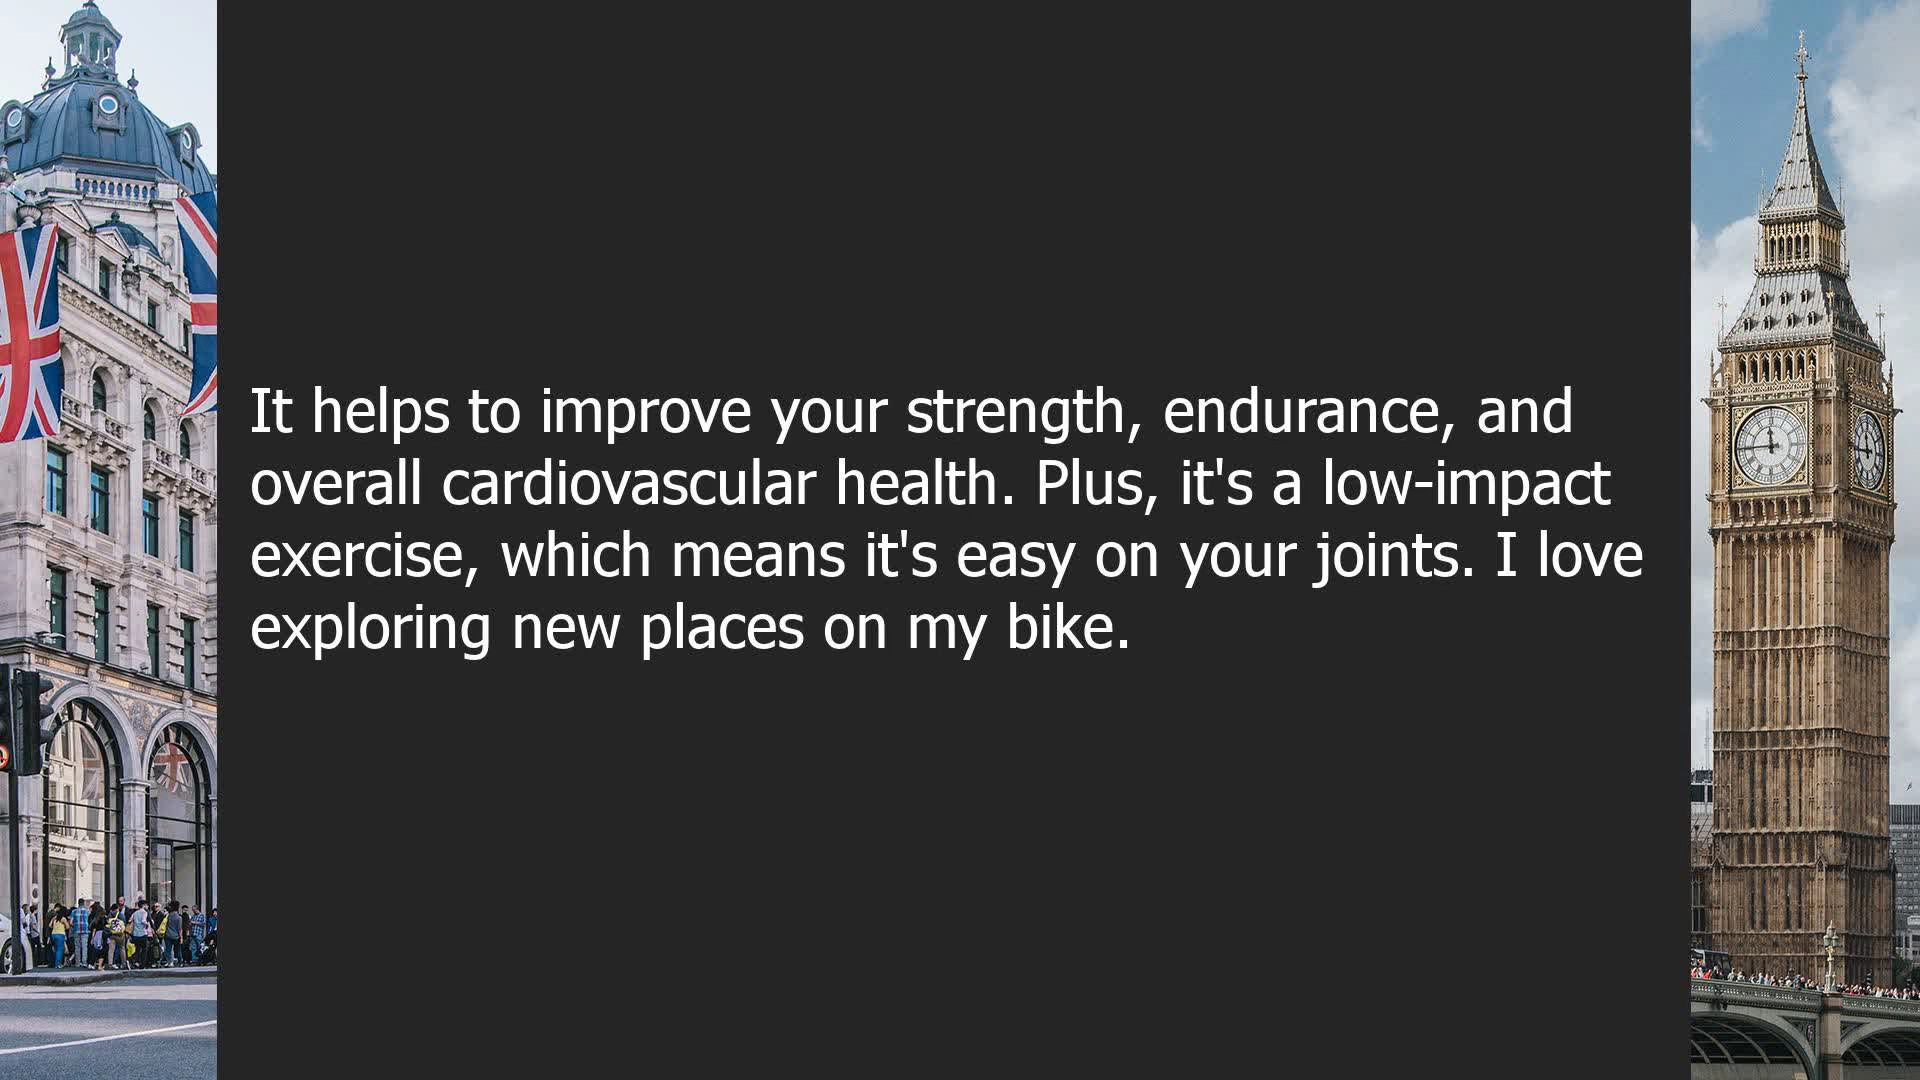 It helps to improve your strength, endurance, and
overall cardiovascular health. Plus, it's a low-impact
exercise, which means it's easy on your joints. I love
exploring new places on my bike.